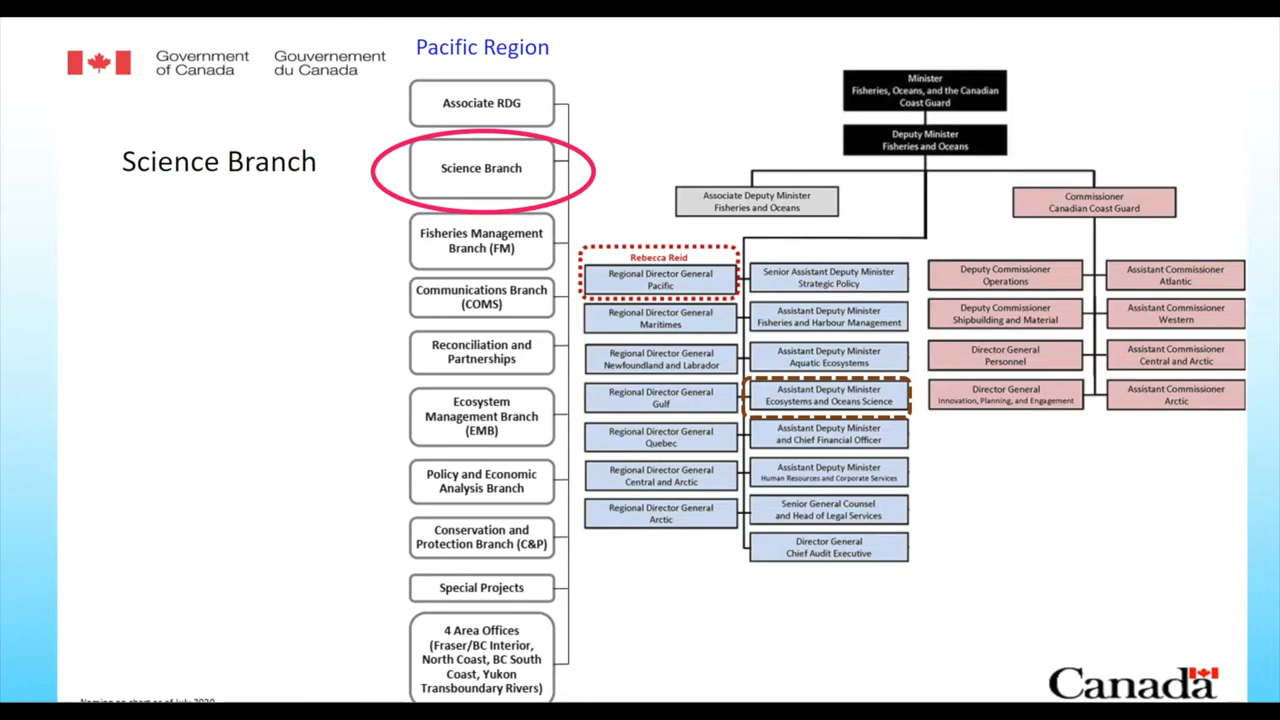 Government
of Canada
Gouvernement
du Canada
Pacific Region
Science Branch
Associate RDG
Science Branch
Fisheries Management
Branch (FM)
Communications Branch
(COMS)
Reconciliation and
Partnerships
Ecosystem
Management Branch
(EMB)
Policy and Economic
Analysis Branch
Conservation and
Protection Branch (C&P)
Special Projects
4 Area Offices
(Fraser/BC Interior,
North Coast, BC South
Coast, Yukon
Transboundary Rivers)
Minister
Fisheries, Oceans, and the Canadian
Coast Guard
Deputy Minister
Fisheries and Oceans
Associate Deputy Minister
Fisheries and Oceans
Commissioner
Canadian Coast Guard
Rebecca Reid
Regional Director General
Pacific
Regional Director General
Maritimes
Regional Director General
Newfoundland and Labrador
Regional Director General
Gulf
Regional Director General
Quebec
Regional Director General
Central and Arctic
Regional Director General
Arctic
Senior Assistant Deputy Minister
Strategic Policy
Assistant Deputy Minister
Fisheries and Harbour Management
Assistant Deputy Minister
Aquatic Ecosystems
Assistant Deputy Minister
Ecosystems and Oceans Science
Assistant Deputy Minister
and Chief Financial Officer
Assistant Deputy Minister
Human Resources and Corporate Services
Senior General Counsel
and Head of Legal Services
Director General
Chief Audit Executive
Deputy Commissioner
Operations
Deputy Commissioner
Shipbuilding and Material
Director General
Personnel
Director General
Innovation, Planning, and Engagement
Assistant Commissioner
Atlantic
Assistant Commissioner
Western
Assistant Commissioner
Central and Arctic
Assistant Commissioner
Arctic
chart as of July 2020
Canada